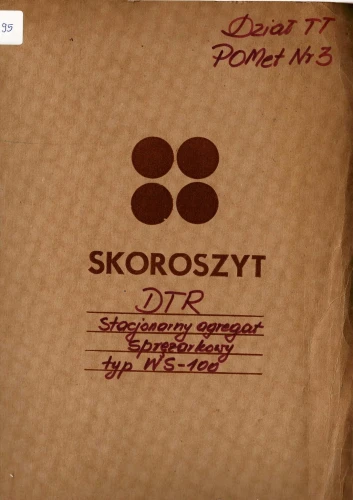 95
Dział TT
POMet Nr 3
SKOROSZYT
DTR
Stacjonarny agregat
Sprężarkowy
typ WS-100